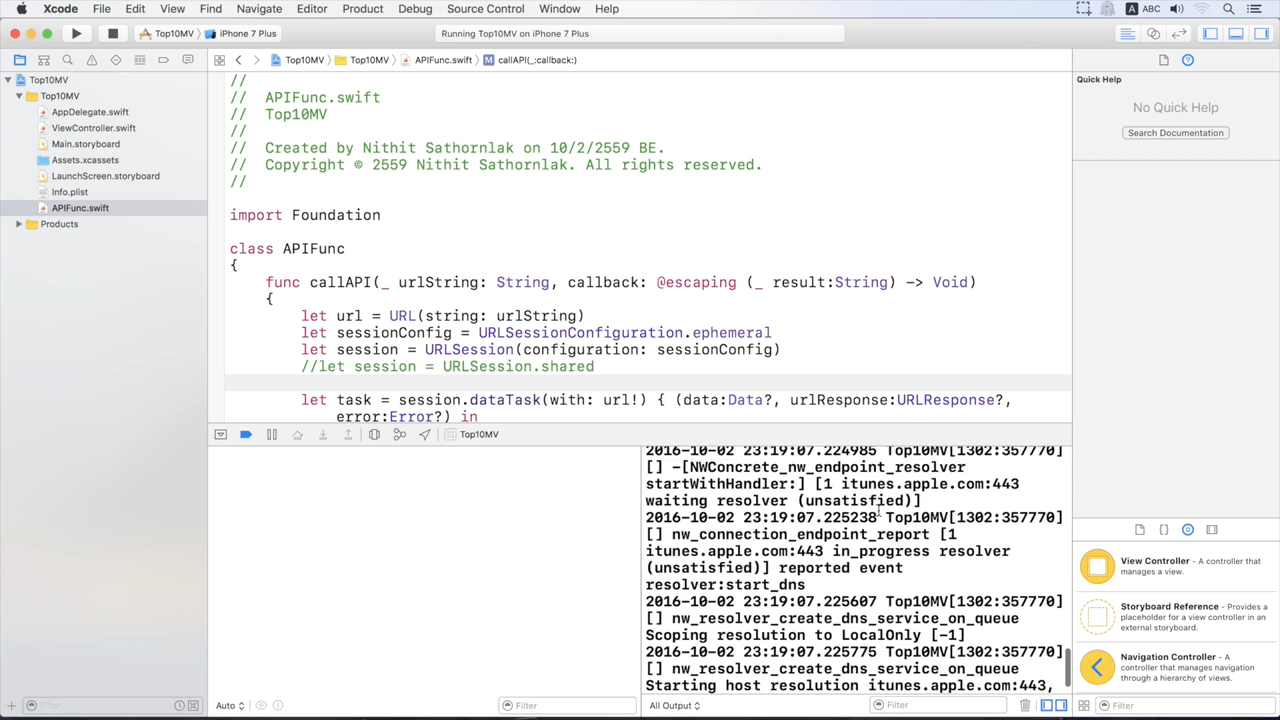 Xcode File Edit View Find Navigate Editor Product Debug Source Control Window Help A ABC
Top10MV iPhone 7 Plus Running Top10MV on iPhone 7 Plus
Top10MV Top10MV APIFunc.swift M callAPI(_:callback:)
Top10MV
Top10MV
AppDelegate.swift
ViewController.swift
Main.storyboard
Assets.xcassets
LaunchScreen.storyboard
Info.plist
APIFunc.swift
Products
Filter
//
// APIFunc.swift
// Top10MV
//
// Created by Nithit Sathornlak on 10/2/2559 BE.
// Copyright © 2559 Nithit Sathornlak. All rights reserved.
//
import Foundation
class APIFunc
{
func callAPI(_ urlString: String, callback: @escaping (_ result:String) -> Void)
{
let url = URL(string: urlString)
let sessionConfig = URLSessionConfiguration.ephemeral
let session = URLSession(configuration: sessionConfig)
//let session = URLSession.shared
let task = session.dataTask(with: url!) { (data:Data?, urlResponse:URLResponse?,
error:Error?) in
Top10MV
2016-10-02 23:19:07.224985 Top10MV[1302:357770]
[] -[NWConcrete_nw_endpoint_resolver
startWithHandler:] [1 itunes.apple.com:443
waiting resolver (unsatisfied)]
2016-10-02 23:19:07.225238 Top10MV[1302:357770]
[] nw_connection_endpoint_report [1
itunes.apple.com:443 in_progress resolver
(unsatisfied)] reported event
resolver:start_dns
2016-10-02 23:19:07.225607 Top10MV[1302:357770]
[] nw_resolver_create_dns_service_on_queue
Scoping resolution to LocalOnly [-1]
2016-10-02 23:19:07.225775 Top10MV[1302:357770]
[] nw_resolver_create_dns_service_on_queue
Starting host resolution itunes.apple.com:443,
Auto Filter
All Output Filter
Quick Help
No Quick Help
Search Documentation
View Controller - A controller that
manages a view.
Storyboard Reference - Provides a
placeholder for a view controller in an
external storyboard.
Navigation Controller - A
controller that manages navigation
through a hierarchy of views.
Filter